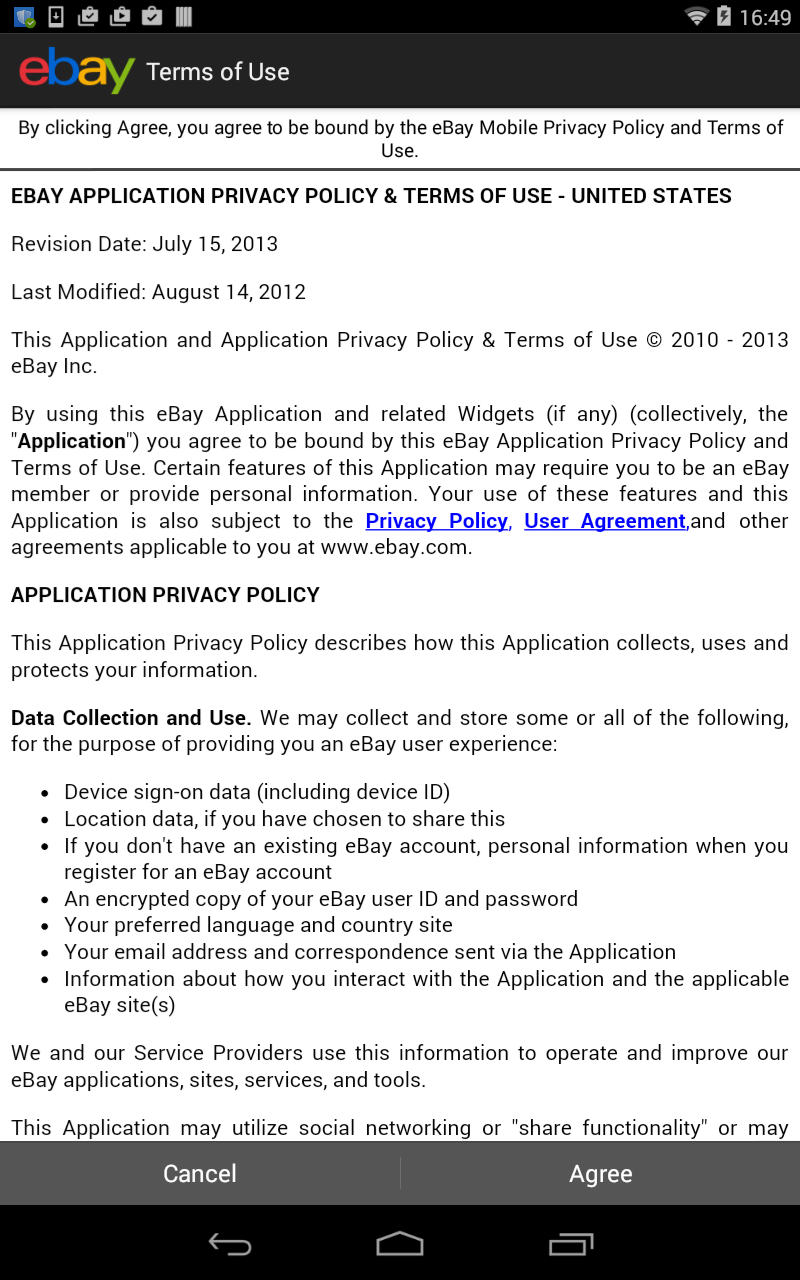 16:49
ebay Terms of Use
By clicking Agree, you agree to be bound by the eBay Mobile Privacy Policy and Terms of
Use.
EBAY APPLICATION PRIVACY POLICY & TERMS OF USE - UNITED STATES
Revision Date: July 15, 2013
Last Modified: August 14, 2012
This Application and Application Privacy Policy & Terms of Use © 2010 - 2013
eBay Inc.
By using this eBay Application and related Widgets (if any) (collectively, the
"Application") you agree to be bound by this eBay Application Privacy Policy and
Terms of Use. Certain features of this Application may require you to be an eBay
member or provide personal information. Your use of these features and this
Application is also subject to the Privacy Policy, User Agreement,and other
agreements applicable to you at www.ebay.com.
APPLICATION PRIVACY POLICY
This Application Privacy Policy describes how this Application collects, uses and
protects your information.
Data Collection and Use. We may collect and store some or all of the following,
for the purpose of providing you an eBay user experience:
• Device sign-on data (including device ID)
• Location data, if you have chosen to share this
• If you don't have an existing eBay account, personal information when you
register for an eBay account
• An encrypted copy of your eBay user ID and password
• Your preferred language and country site
• Your email address and correspondence sent via the Application
• Information about how you interact with the Application and the applicable
eBay site(s)
We and our Service Providers use this information to operate and improve our
eBay applications, sites, services, and tools.
This Application may utilize social networking or "share functionality" or may
Cancel Agree